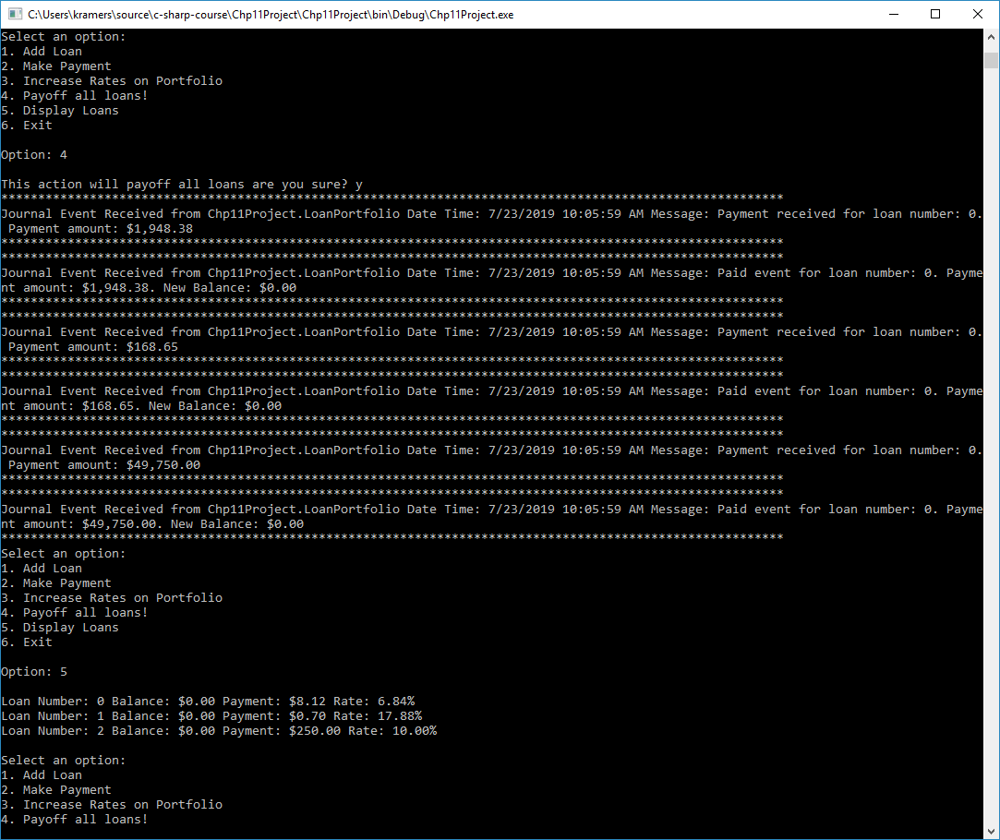 C:\Users\kramers\source\c-sharp-course\Chp11Project\Chp11Project\bin\Debug\Chp11Project.exe
Select an option:
1. Add Loan
2. Make Payment
3. Increase Rates on Portfolio
4. Payoff all loans!
5. Display Loans
6. Exit
Option: 4
This action will payoff all loans are you sure? y
**********************************************************************************************************
Journal Event Received from Chp11Project.LoanPortfolio Date Time: 7/23/2019 10:05:59 AM Message: Payment received for loan number: 0.
Payment amount: $1,948.38
**********************************************************************************************************
**********************************************************************************************************
Journal Event Received from Chp11Project.LoanPortfolio Date Time: 7/23/2019 10:05:59 AM Message: Paid event for loan number: 0. Payme
nt amount: $1,948.38. New Balance: $0.00
**********************************************************************************************************
**********************************************************************************************************
Journal Event Received from Chp11Project.LoanPortfolio Date Time: 7/23/2019 10:05:59 AM Message: Payment received for loan number: 0.
Payment amount: $168.65
**********************************************************************************************************
**********************************************************************************************************
Journal Event Received from Chp11Project.LoanPortfolio Date Time: 7/23/2019 10:05:59 AM Message: Paid event for loan number: 0. Payme
nt amount: $168.65. New Balance: $0.00
**********************************************************************************************************
**********************************************************************************************************
Journal Event Received from Chp11Project.LoanPortfolio Date Time: 7/23/2019 10:05:59 AM Message: Payment received for loan number: 0.
Payment amount: $49,750.00
**********************************************************************************************************
**********************************************************************************************************
Journal Event Received from Chp11Project.LoanPortfolio Date Time: 7/23/2019 10:05:59 AM Message: Paid event for loan number: 0. Payme
nt amount: $49,750.00. New Balance: $0.00
**********************************************************************************************************
Select an option:
1. Add Loan
2. Make Payment
3. Increase Rates on Portfolio
4. Payoff all loans!
5. Display Loans
6. Exit
Option: 5
Loan Number: 0 Balance: $0.00 Payment: $8.12 Rate: 6.84%
Loan Number: 1 Balance: $0.00 Payment: $0.70 Rate: 17.88%
Loan Number: 2 Balance: $0.00 Payment: $250.00 Rate: 10.00%
Select an option:
1. Add Loan
2. Make Payment
3. Increase Rates on Portfolio
4. Payoff all loans!